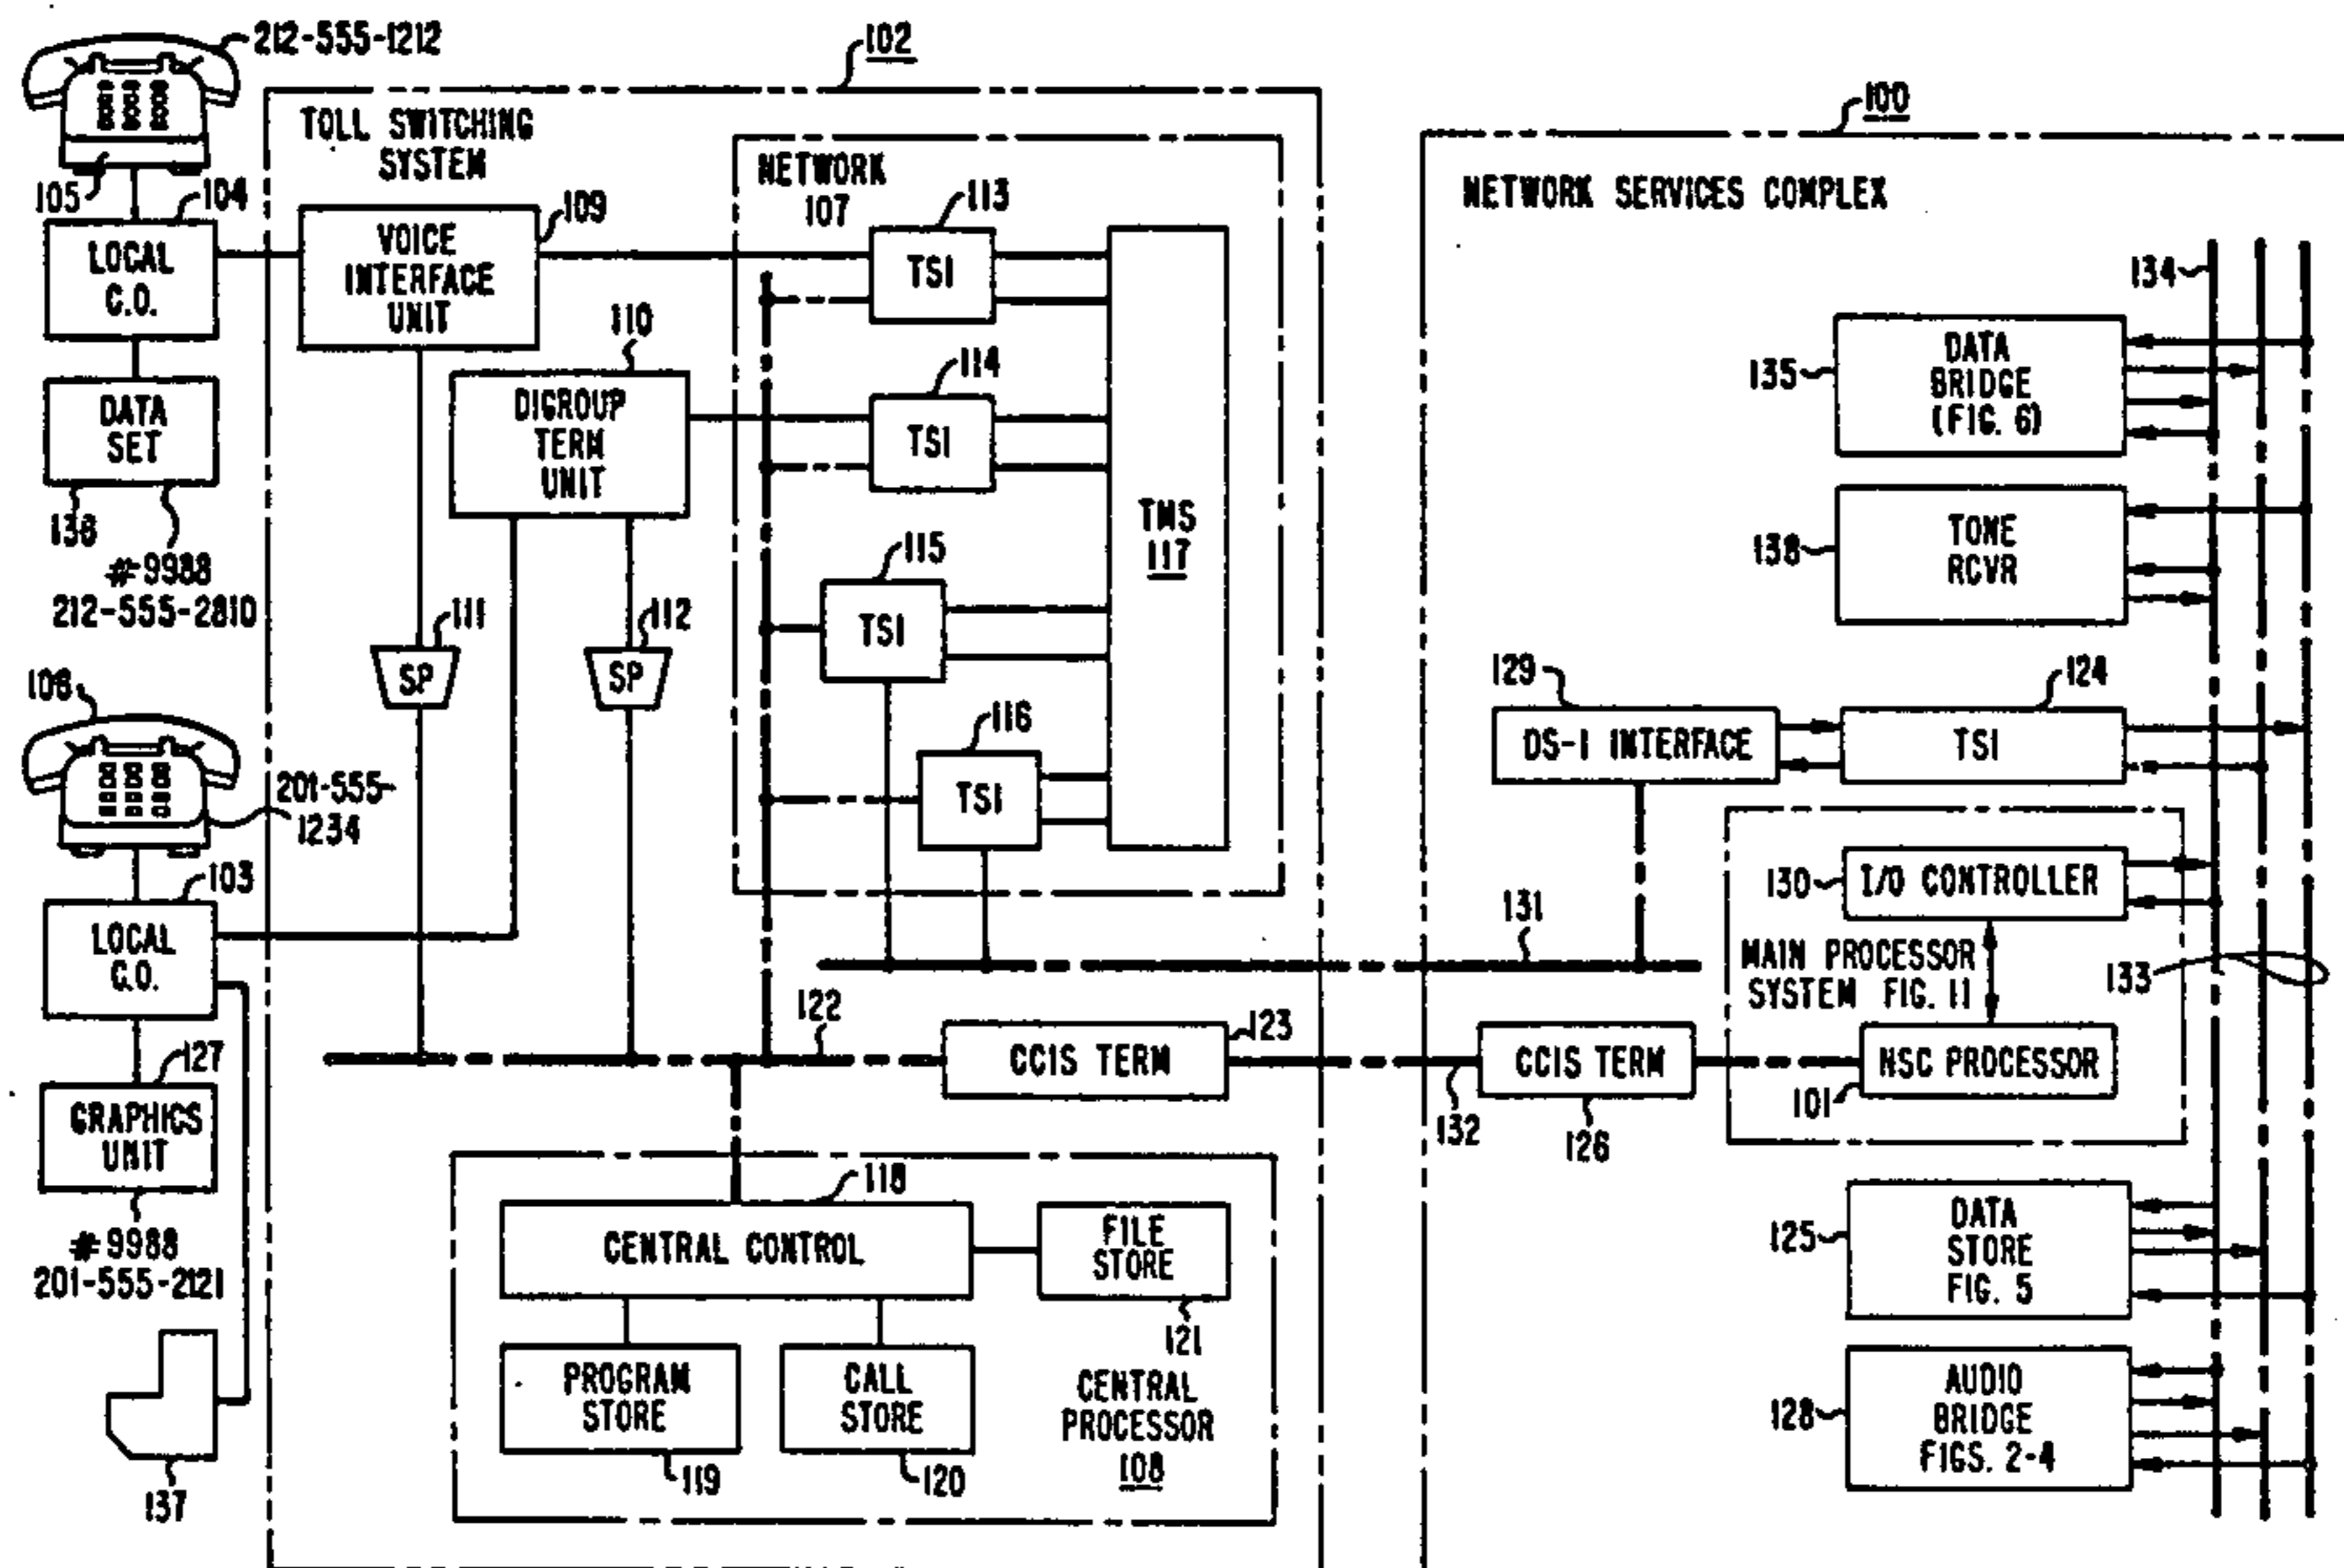 212-555-1212
102
100
TOLL SWITCHING
SYSTEM
NETWORK
107
NETWORK SERVICES COMPLEX
105
104
109
113
LOCAL
C.O.
VOICE
INTERFACE
UNIT
TSI
134
110
114
135
DATA
BRIDGE
(FIG. 6)
DATA
SET
DIGROUP
TERM
UNIT
TSI
136
#9988
212-555-2810
TMS
117
138
TONE
RCVR
115
TSI
111
SP
112
SP
106
129
124
116
DS-1 INTERFACE
TSI
TSI
201-555-
1234
103
130
I/O CONTROLLER
131
LOCAL
C.O.
MAIN PROCESSOR
SYSTEM FIG. 11
133
122
123
127
CCIS TERM
CCIS TERM
NSC PROCESSOR
101
132
126
GRAPHICS
UNIT
118
#9988
201-555-2121
CENTRAL CONTROL
FILE
STORE
121
125
DATA
STORE
FIG. 5
PROGRAM
STORE
CALL
STORE
CENTRAL
PROCESSOR
108
119
120
128
AUDIO
BRIDGE
FIGS. 2-4
137